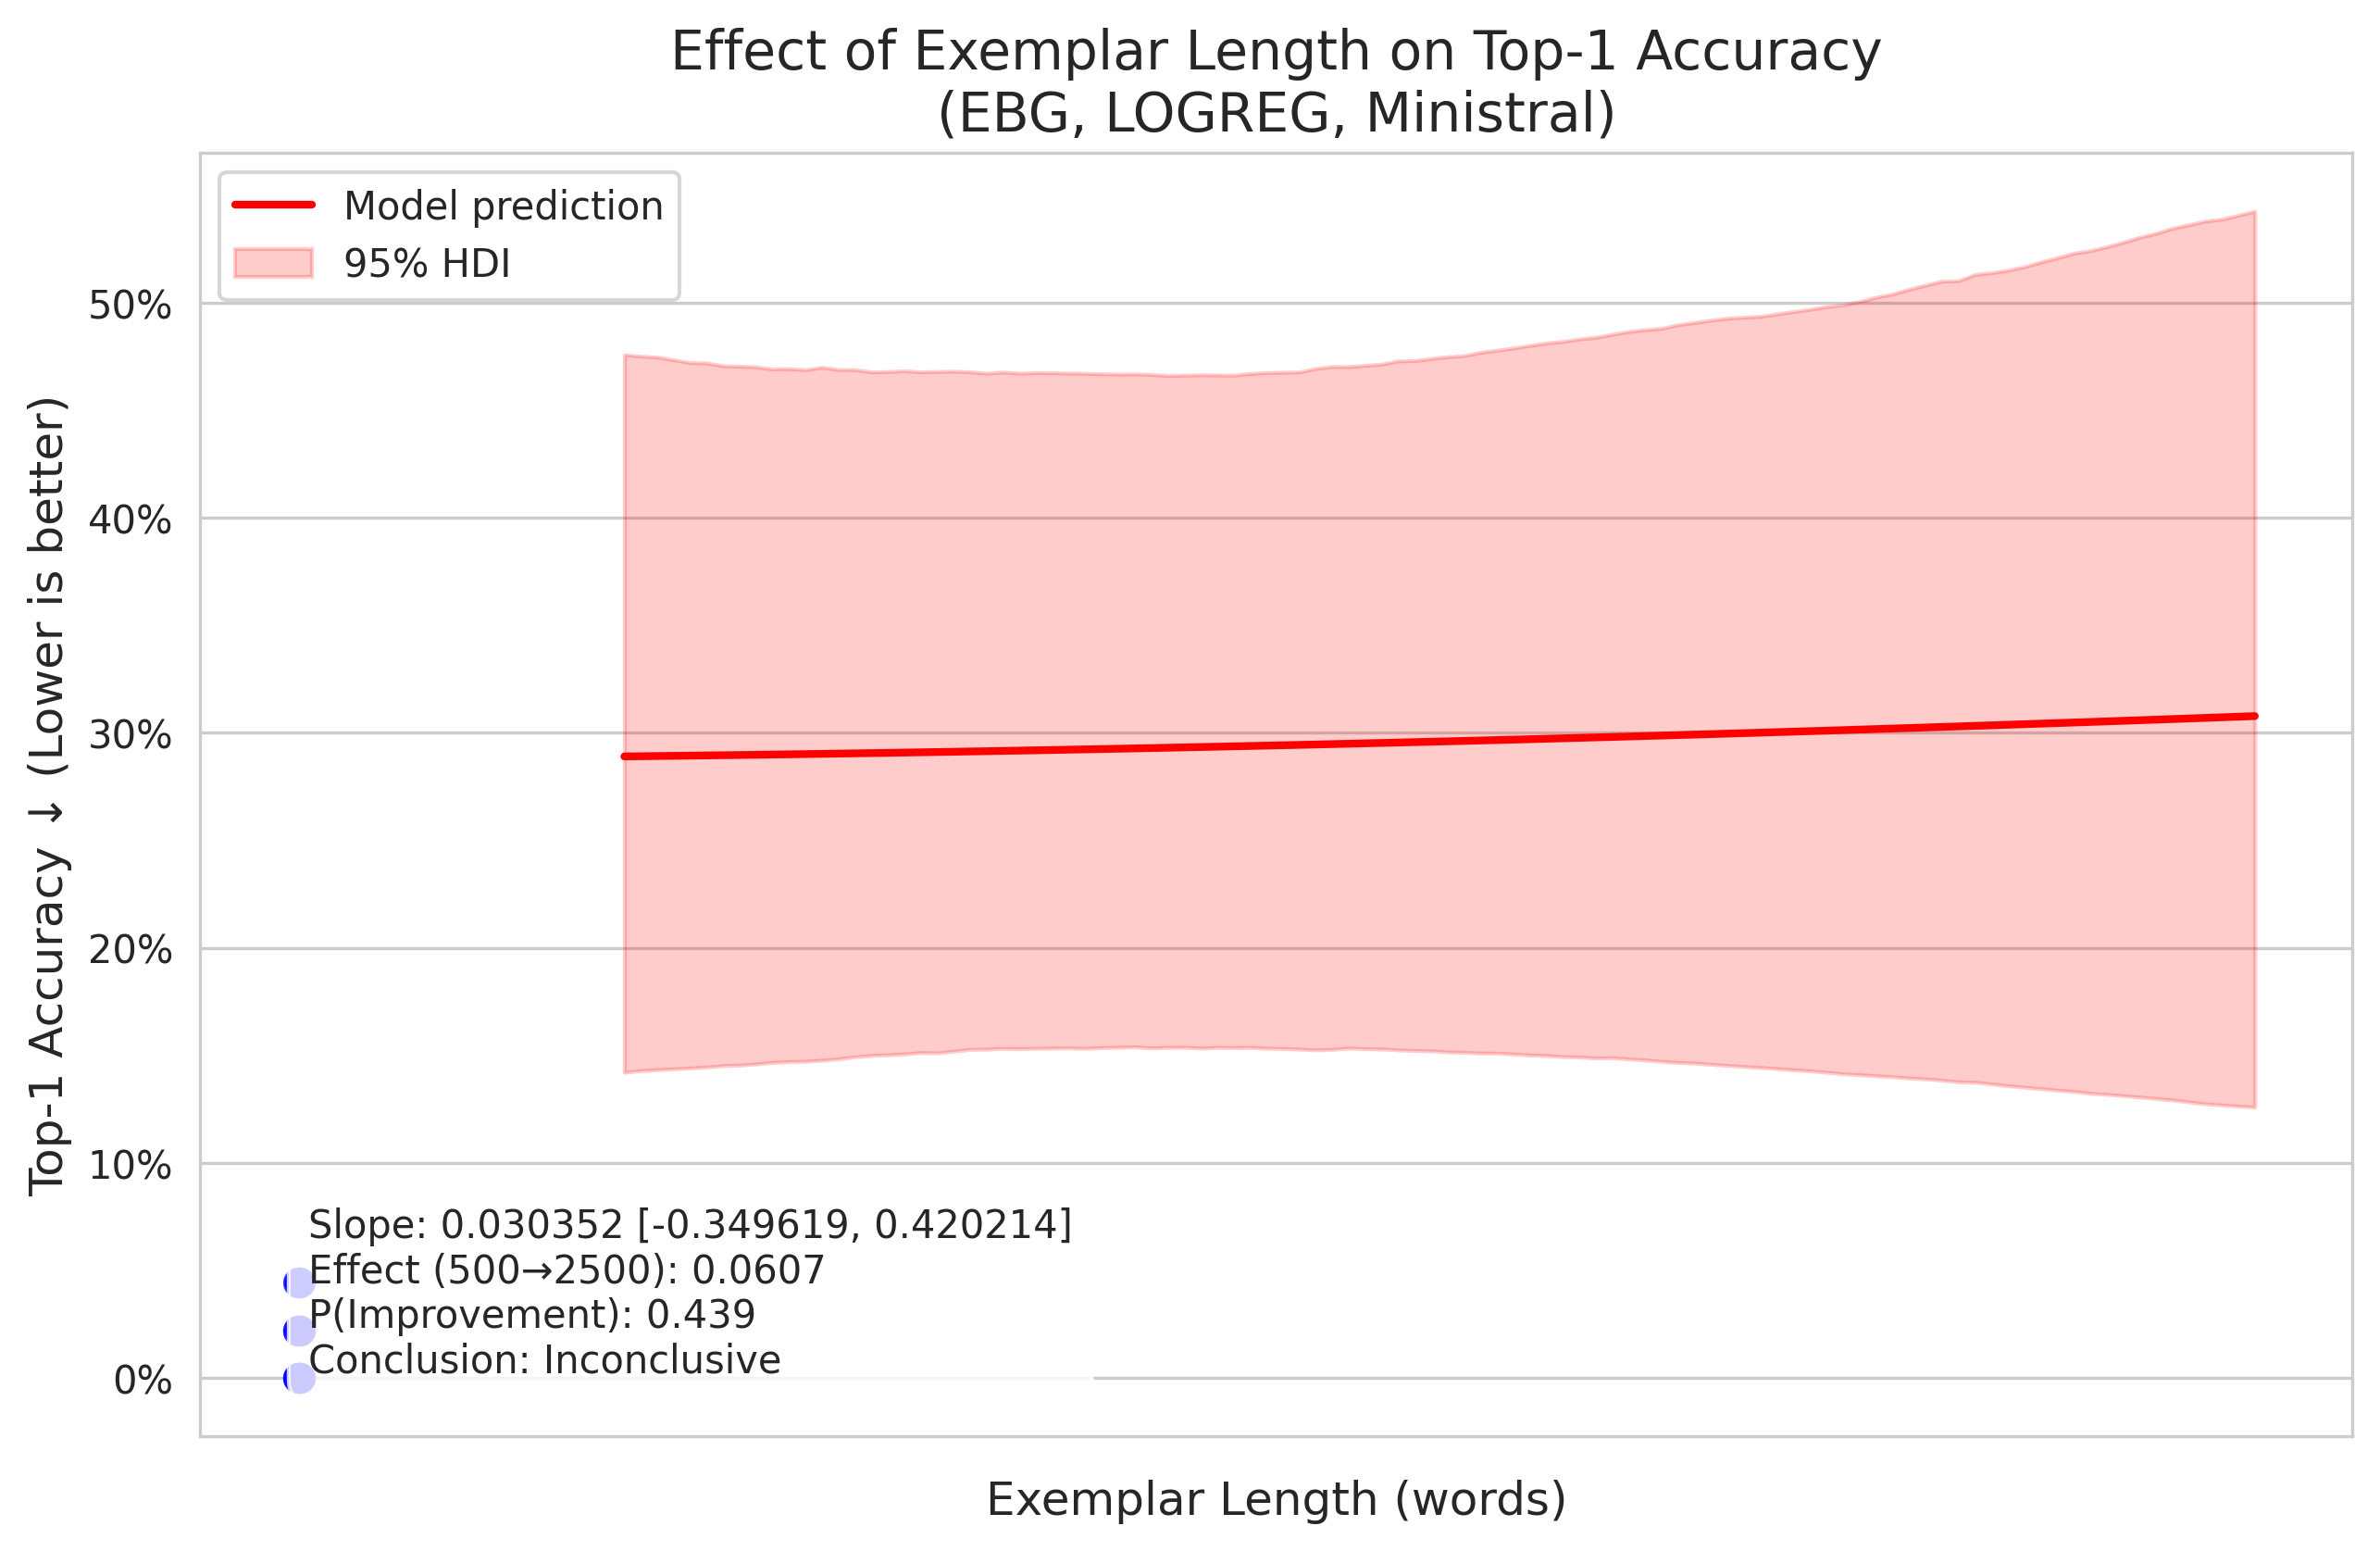 Effect of Exemplar Length on Top-1 Accuracy
(EBG, LOGREG, Ministral)
Model prediction
95% HDI
50%
40%
30%
20%
10%
0%
Top-1 Accuracy ↓ (Lower is better)
Slope: 0.030352 [-0.349619, 0.420214]
Effect (500→2500): 0.0607
P(Improvement): 0.439
Conclusion: Inconclusive
Exemplar Length (words)